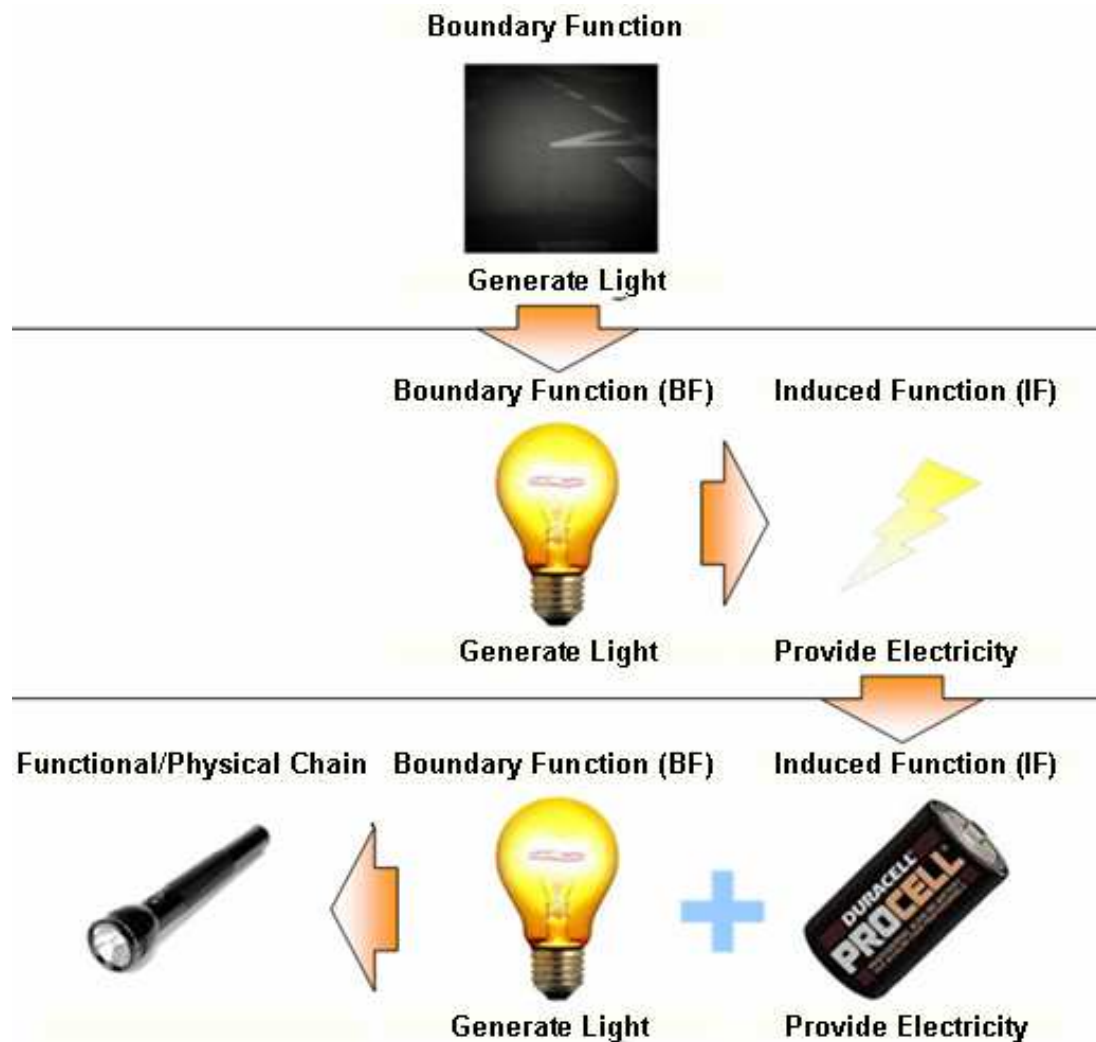 Boundary Function
Generate Light
Boundary Function (BF)
Induced Function (IF)
Generate Light
Provide Electricity
Functional/Physical Chain
Boundary Function (BF)
Induced Function (IF)
DURACELL
PROCELL
Generate Light
Provide Electricity